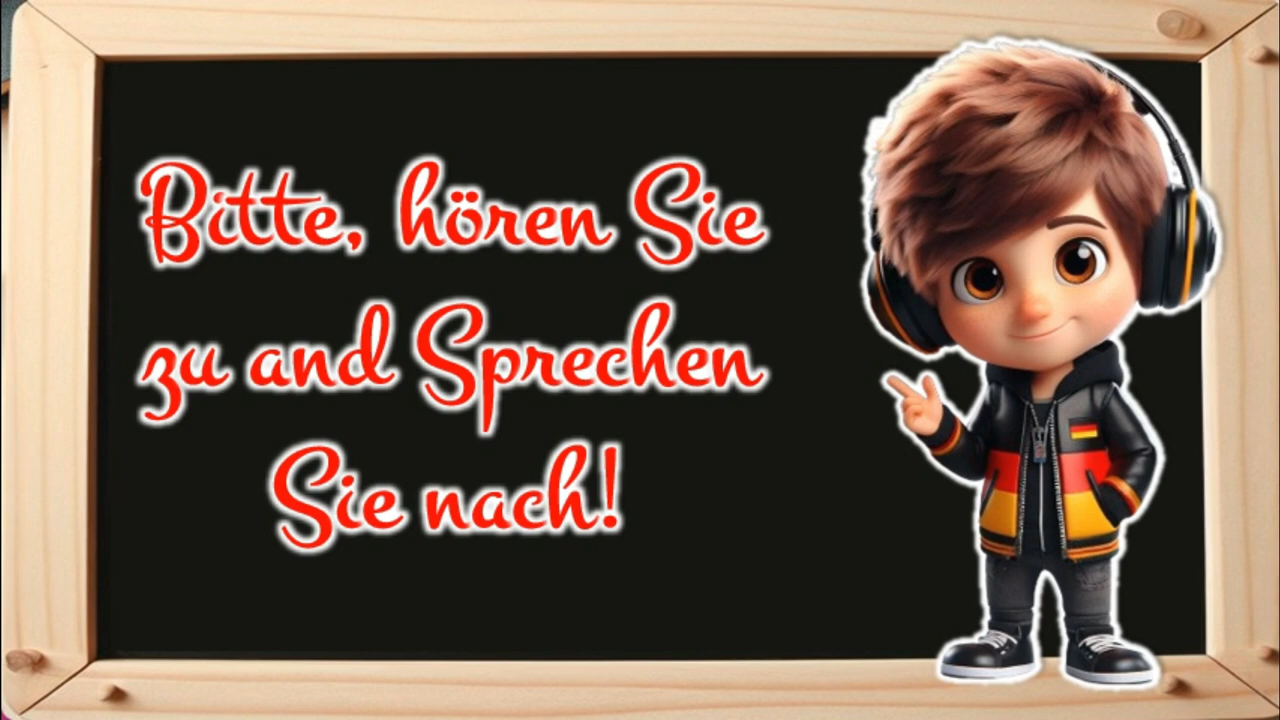 Bitte, hören Sie
zu and Sprechen
Sie nach!